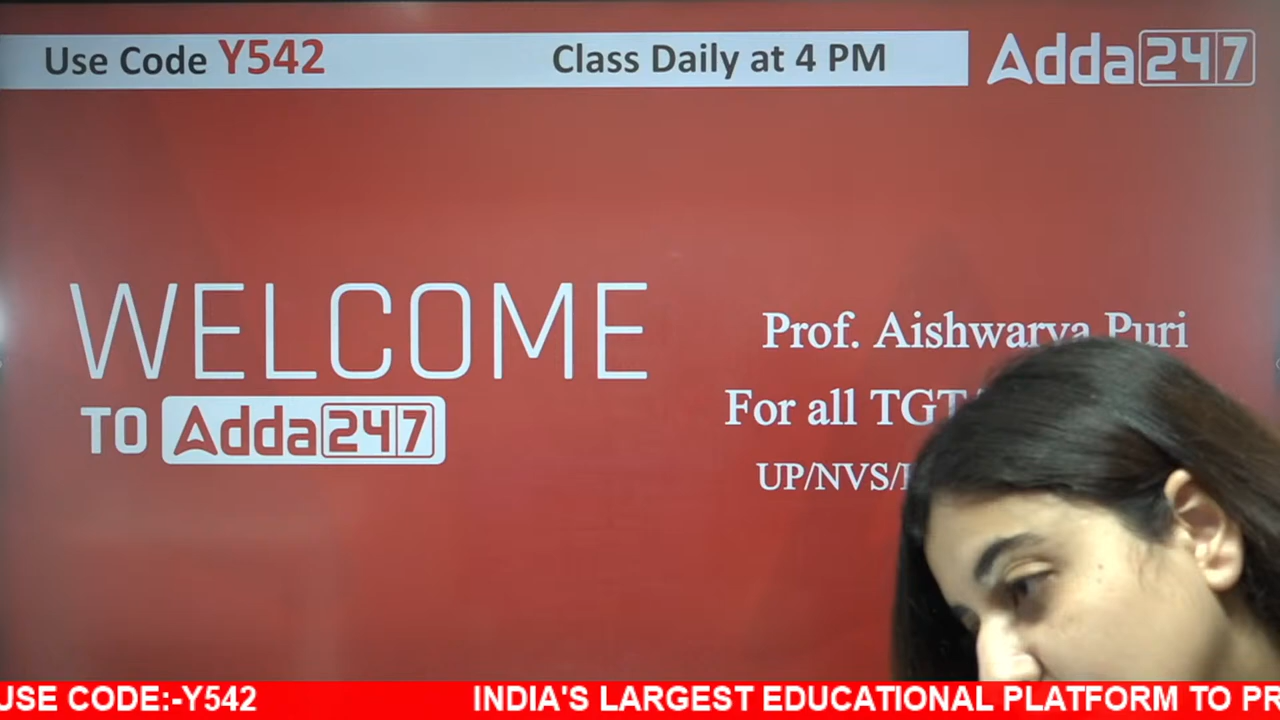 Use Code Y542 Class Daily at 4 PM Adda247
WELCOME
TO Adda247
Prof. Aishwarya Puri
For all TGT
UP/NVS/
USE CODE:-Y542 INDIA'S LARGEST EDUCATIONAL PLATFORM TO PR